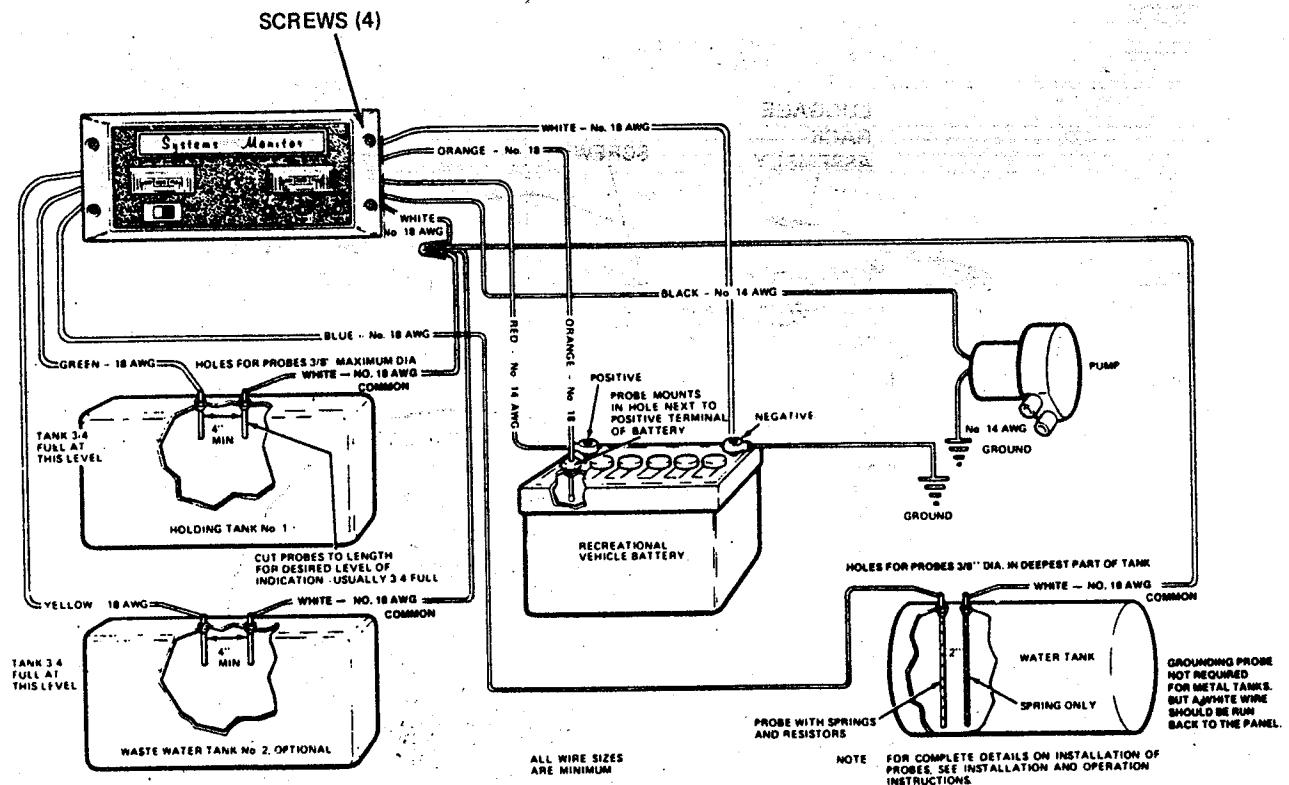 SCREWS (4)
Systems Monitor
WHITE - No. 18 AWG
ORANGE - No. 18
WHITE
No 18 AWG
BLACK - No 14 AWG
BLUE - No. 18 AWG
RED - No 14 AWG
ORANGE - No 18
GREEN - 18 AWG
HOLES FOR PROBES 3/8" MAXIMUM DIA
WHITE - NO. 18 AWG
COMMON
POSITIVE
PROBE MOUNTS
IN HOLE NEXT TO
POSITIVE TERMINAL
OF BATTERY
NEGATIVE
PUMP
No 14 AWG
GROUND
GROUND
TANK 3.4
FULL AT
THIS LEVEL
4"
MIN
HOLDING TANK No 1
CUT PROBES TO LENGTH
FOR DESIRED LEVEL OF
INDICATION - USUALLY 3 4 FULL
RECREATIONAL
VEHICLE BATTERY
YELLOW 18 AWG
WHITE - NO. 18 AWG
COMMON
TANK 3 4
FULL AT
THIS LEVEL
4"
MIN
WASTE WATER TANK No 2, OPTIONAL
HOLES FOR PROBES 3/8" DIA. IN DEEPEST PART OF TANK
WHITE - NO. 18 AWG
COMMON
2"
WATER TANK
SPRING ONLY
PROBE WITH SPRINGS
AND RESISTORS
GROUNDING PROBE
NOT REQUIRED
FOR METAL TANKS.
BUT A WHITE WIRE
SHOULD BE RUN
BACK TO THE PANEL.
ALL WIRE SIZES
ARE MINIMUM
NOTE FOR COMPLETE DETAILS ON INSTALLATION OF
PROBES, SEE INSTALLATION AND OPERATION
INSTRUCTIONS